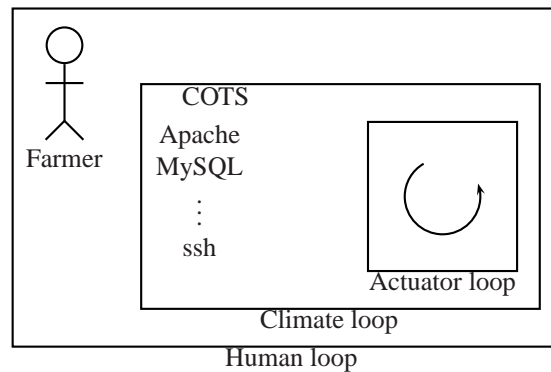 COTS
Apache
MySQL
⋮
ssh
Farmer
Actuator loop
Climate loop
Human loop